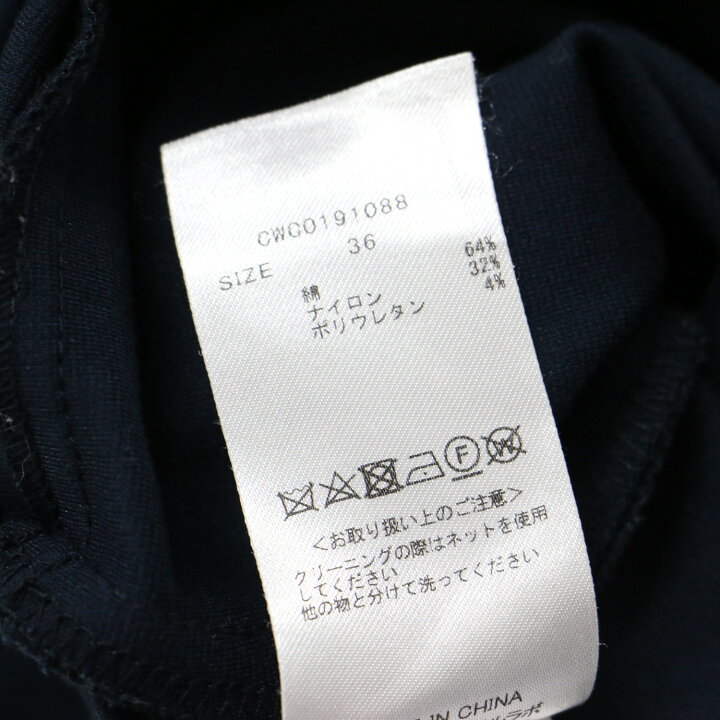 CWC0191088
SIZE 36
綿 64%
ナイロン 32%
ポリウレタン 4%
F W
<お取り扱い上のご注意>
クリーニングの際はネットを使用
してください
他の物と分けて洗ってください
IN CHINA